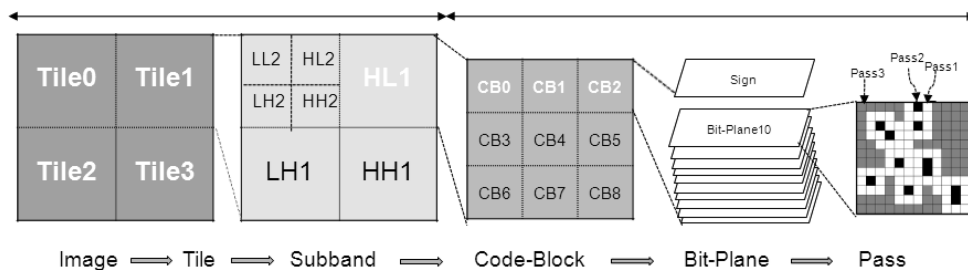 Tile0 Tile1
Tile2 Tile3
LL2 HL2 HL1
LH2 HH2
LH1 HH1
CB0 CB1 CB2
CB3 CB4 CB5
CB6 CB7 CB8
Sign
Bit-Plane10
Pass3 Pass2 Pass1
Image Tile Subband Code-Block Bit-Plane Pass